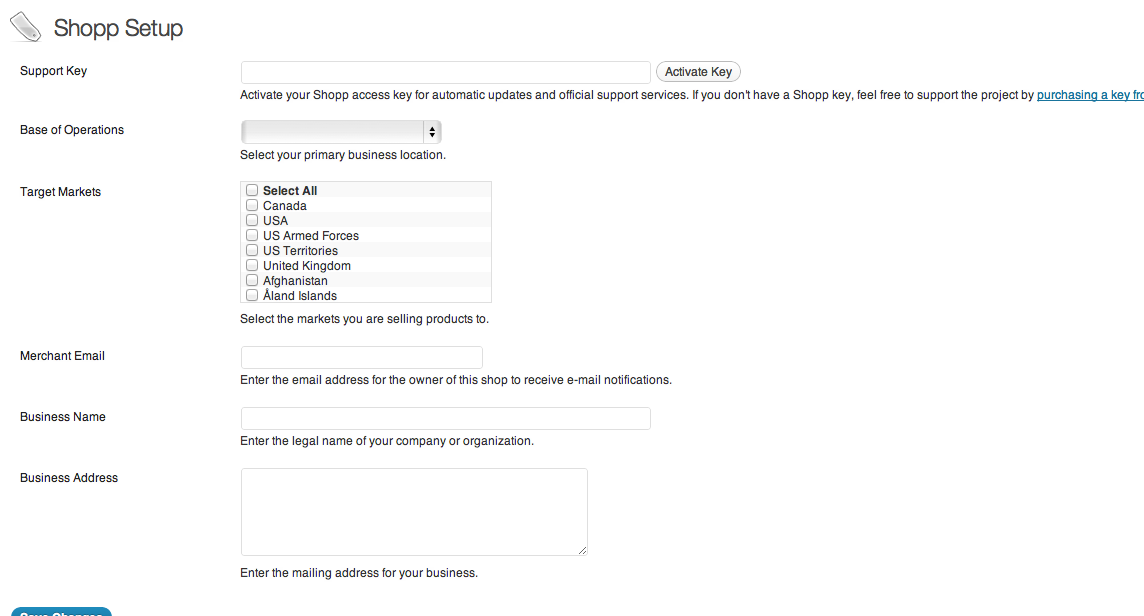 Shopp Setup
Support Key
Activate Key
Activate your Shopp access key for automatic updates and official support services. If you don't have a Shopp key, feel free to support the project by purchasing a key
Base of Operations
Select your primary business location.
Target Markets
Select All
Canada
USA
US Armed Forces
US Territories
United Kingdom
Afghanistan
Åland Islands
Select the markets you are selling products to.
Merchant Email
Enter the email address for the owner of this shop to receive e-mail notifications.
Business Name
Enter the legal name of your company or organization.
Business Address
Enter the mailing address for your business.
Save Changes